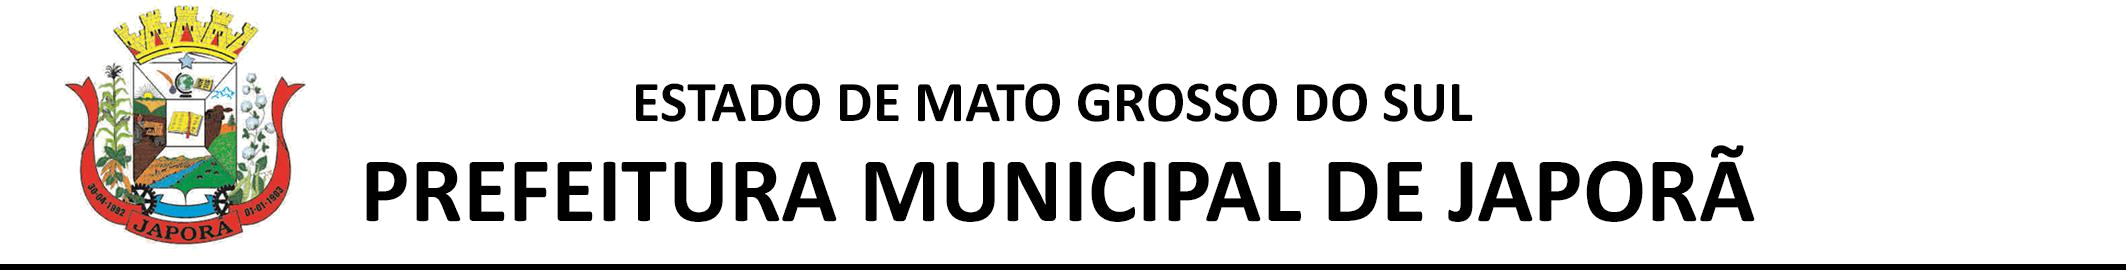 ESTADO DE MATO GROSSO DO SUL
PREFEITURA MUNICIPAL DE JAPORÃ
30-04-1992
01-01-1993
JAPORÃ